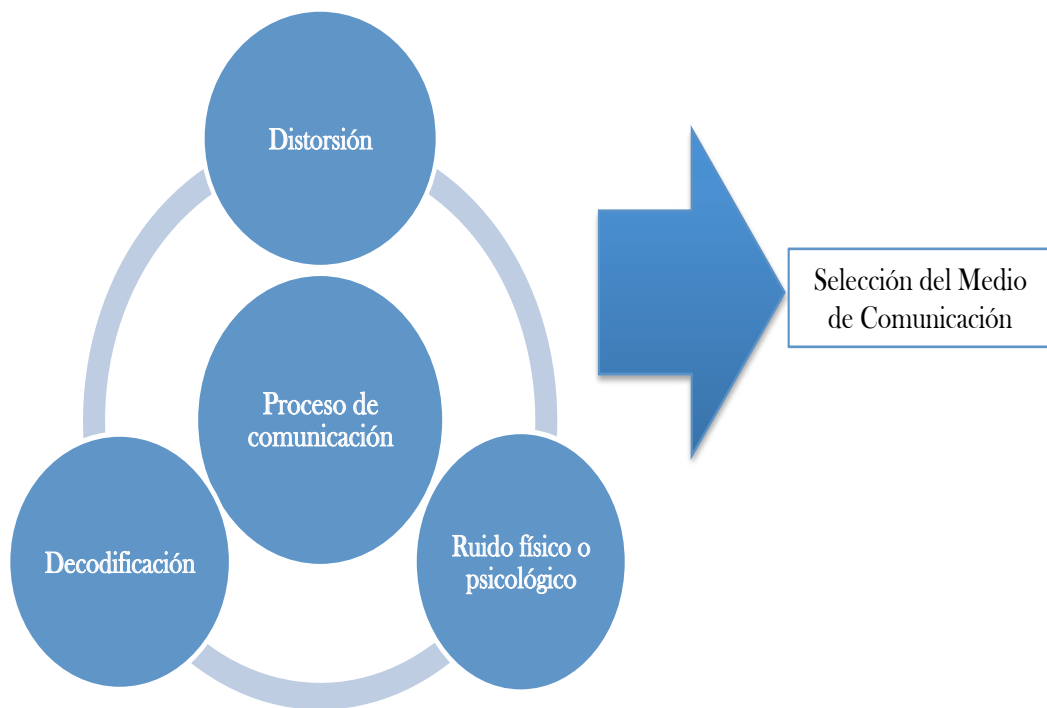 Distorsión
Proceso de
comunicación
Decodificación
Ruido físico o
psicológico
Selección del Medio
de Comunicación